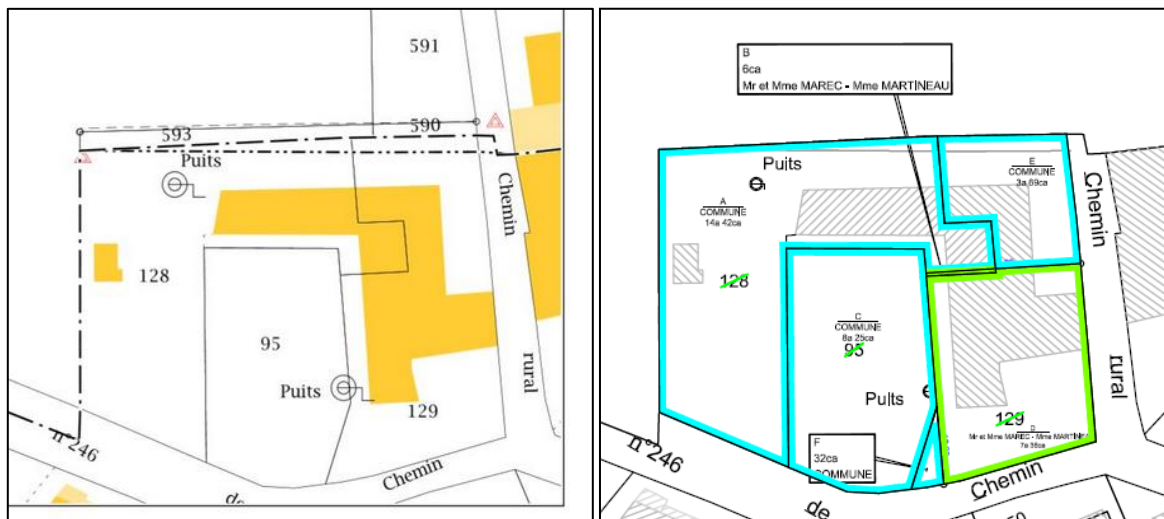 591
593
590
Puits
Chemin
128
95
Puits
rural
129
Chemin
n°246
de
B
6ca
Mr et Mme MAREC - Mme MARTINEAU
Puits
E
COMMUNE
3a 69ca
Chemin
A
COMMUNE
14a 42ca
128
C
COMMUNE
8a 25ca
95
rural
Puits
129
D
Mr et Mme MAREC - Mme MARTINEAU
7a 36ca
F
32ca
COMMUNE
n°246
Chemin
de